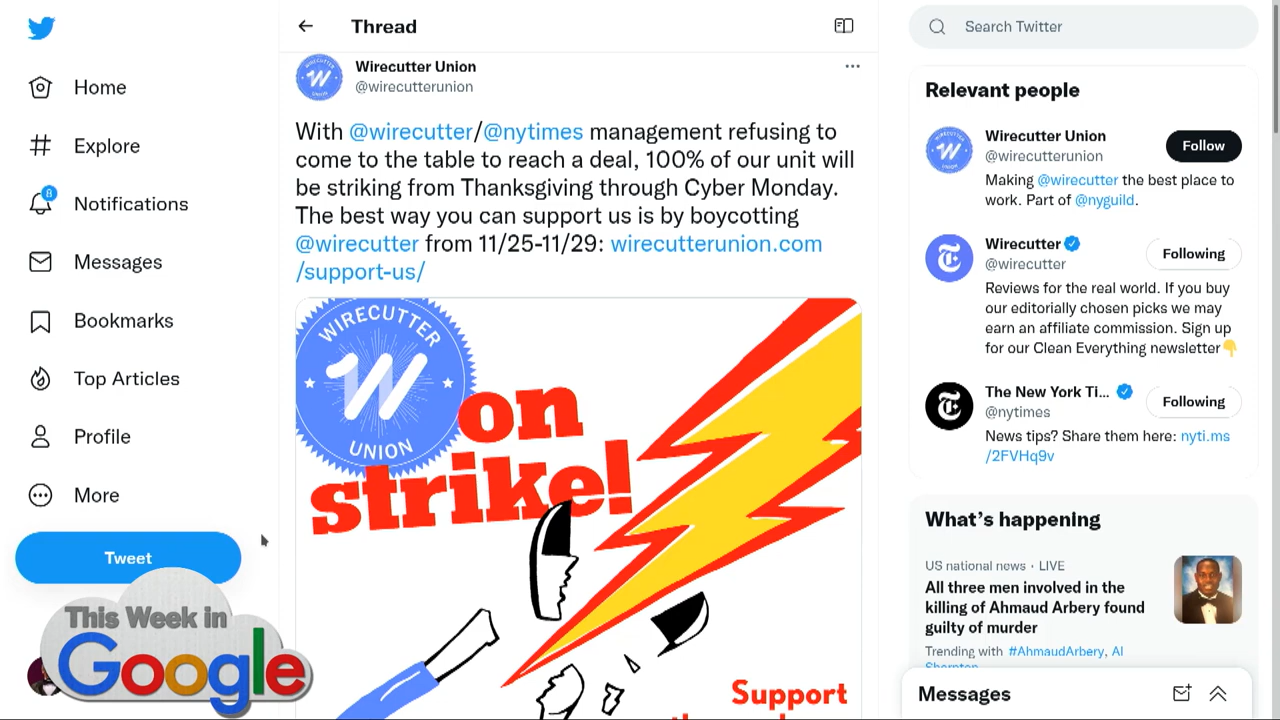 Home
Explore
8
Notifications
Messages
Bookmarks
Top Articles
Profile
More
Tweet
This Week in
Google
Thread
Wirecutter Union
@wirecutterunion
With @wirecutter/@nytimes management refusing to
come to the table to reach a deal, 100% of our unit will
be striking from Thanksgiving through Cyber Monday.
The best way you can support us is by boycotting
@wirecutter from 11/25-11/29: wirecutterunion.com
/support-us/
WIRECUTTER
W
UNION
on
strike!
Support
Search Twitter
Relevant people
Wirecutter Union
@wirecutterunion
Follow
Making @wirecutter the best place to
work. Part of @nyguild.
Wirecutter
@wirecutter
Following
Reviews for the real world. If you buy
our editorially chosen picks we may
earn an affiliate commission. Sign up
for our Clean Everything newsletter👇
The New York Ti...
@nytimes
Following
News tips? Share them here: nyti.ms
/2FVHq9v
What's happening
US national news · LIVE
All three men involved in the
killing of Ahmaud Arbery found
guilty of murder
Trending with #AhmaudArbery, Al
Messages